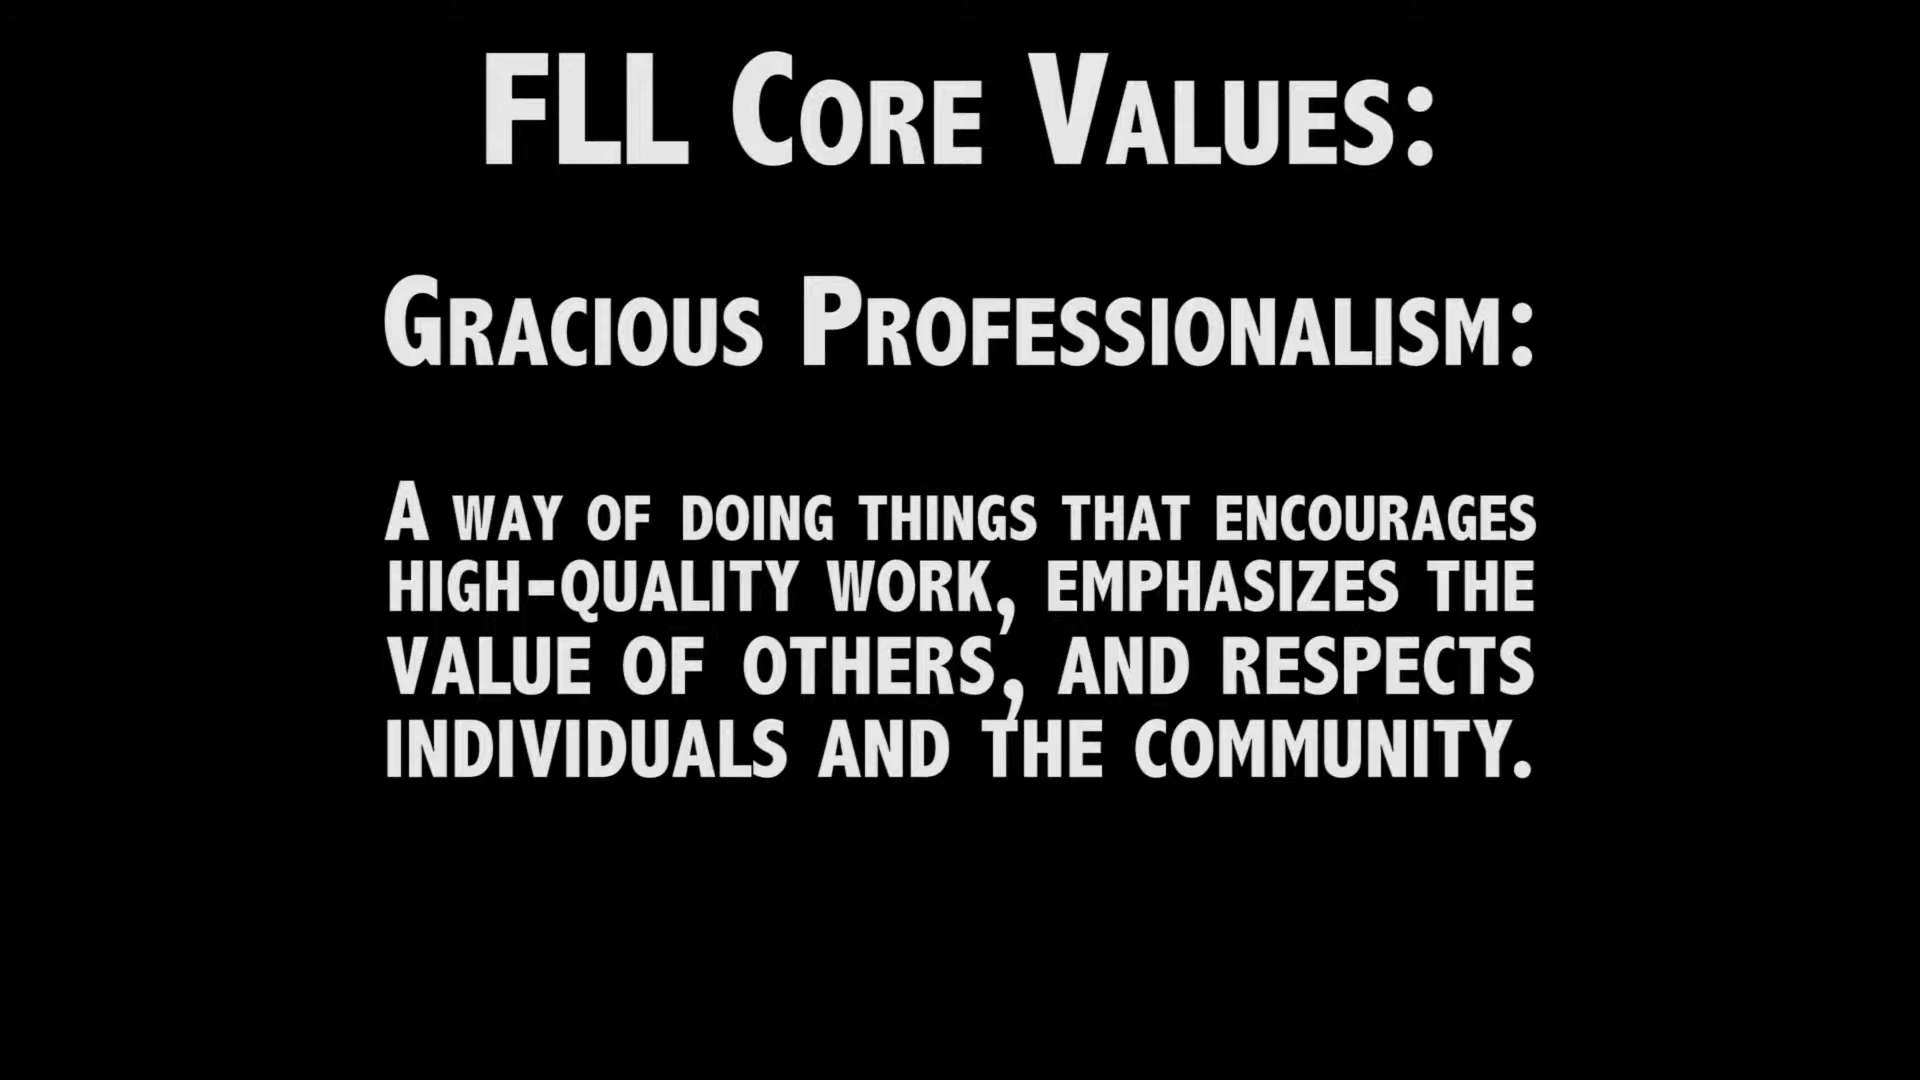 FLL Core Values:
Gracious Professionalism:
A way of doing things that encourages
high-quality work, emphasizes the
value of others, and respects
individuals and the community.